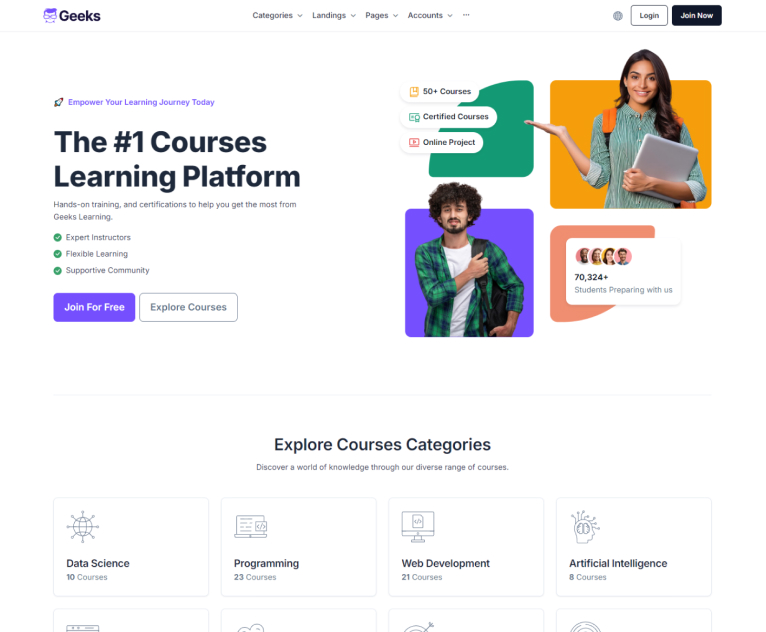 Geeks
Categories
Landings
Pages
Accounts
Login
Join Now
Empower Your Learning Journey Today
The #1 Courses
Learning Platform
Hands-on training, and certifications to help you get the most from
Geeks Learning.
Expert Instructors
Flexible Learning
Supportive Community
Join For Free
Explore Courses
50+ Courses
Certified Courses
Online Project
70,324+
Students Preparing with us
Explore Courses Categories
Discover a world of knowledge through our diverse range of courses.
Data Science
10 Courses
Programming
23 Courses
Web Development
21 Courses
Artificial Intelligence
8 Courses